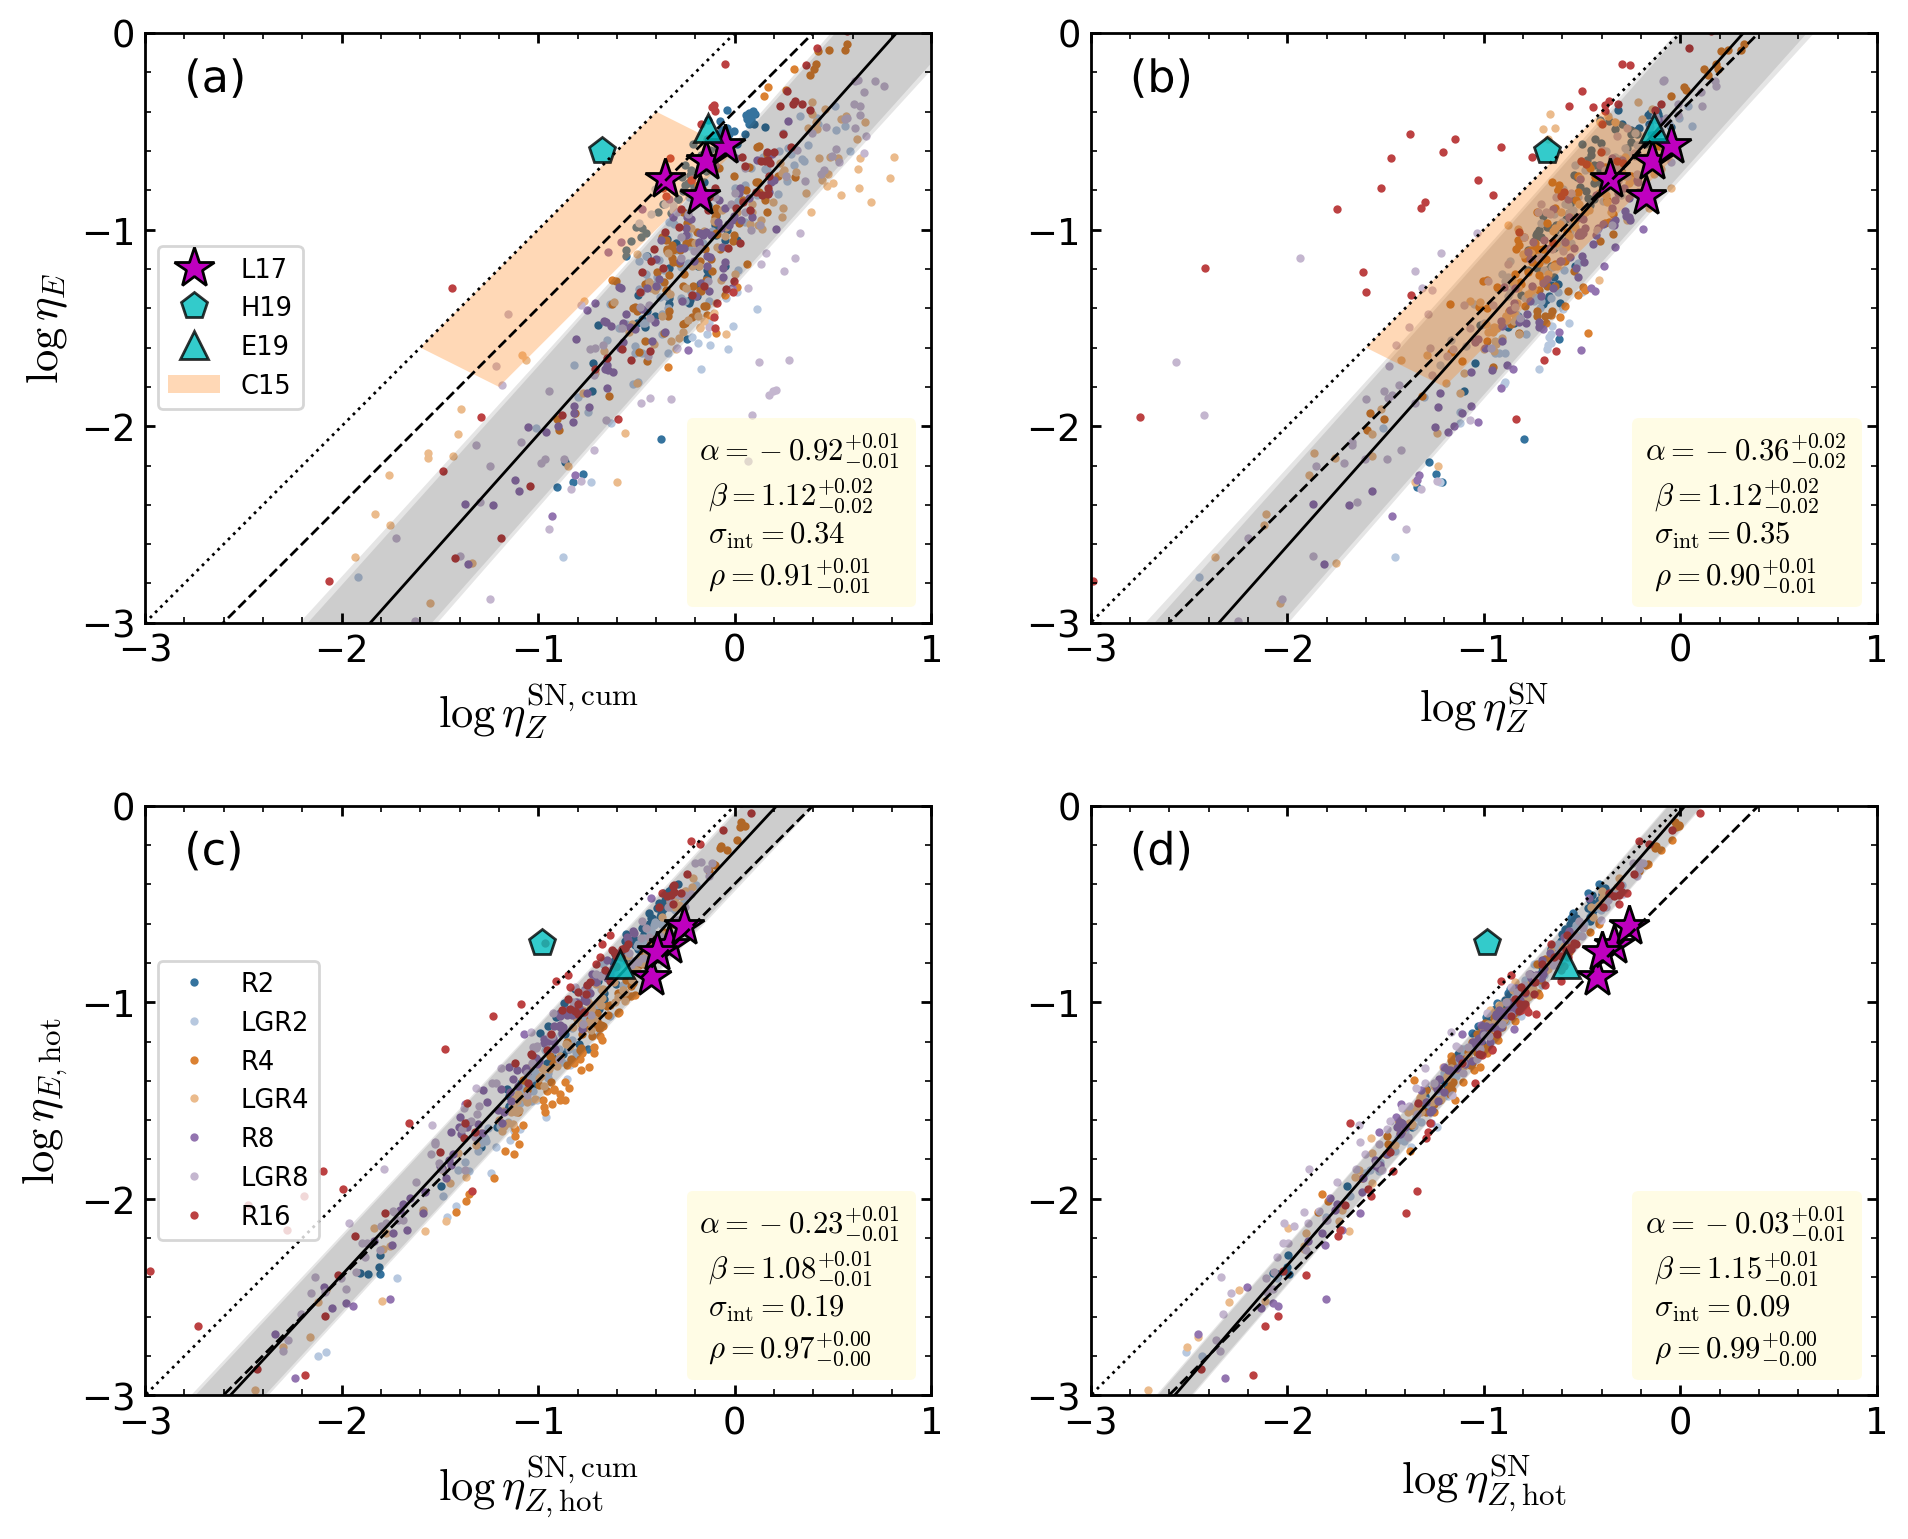 (a)
0
−1
−2
−3
log η_E
L17
H19
E19
C15
α = −0.92^{+0.01}_{−0.01}
β = 1.12^{+0.02}_{−0.02}
σ_int = 0.34
ρ = 0.91^{+0.01}_{−0.01}
−3 −2 −1 0 1
log η_Z^{SN, cum}
(b)
0
−1
−2
−3
α = −0.36^{+0.02}_{−0.02}
β = 1.12^{+0.02}_{−0.02}
σ_int = 0.35
ρ = 0.90^{+0.01}_{−0.01}
−3 −2 −1 0 1
log η_Z^{SN}
(c)
0
−1
−2
−3
log η_{E, hot}
R2
LGR2
R4
LGR4
R8
LGR8
R16
α = −0.23^{+0.01}_{−0.01}
β = 1.08^{+0.01}_{−0.01}
σ_int = 0.19
ρ = 0.97^{+0.00}_{−0.00}
−3 −2 −1 0 1
log η_{Z, hot}^{SN, cum}
(d)
0
−1
−2
−3
α = −0.03^{+0.01}_{−0.01}
β = 1.15^{+0.01}_{−0.01}
σ_int = 0.09
ρ = 0.99^{+0.00}_{−0.00}
−3 −2 −1 0 1
log η_{Z, hot}^{SN}